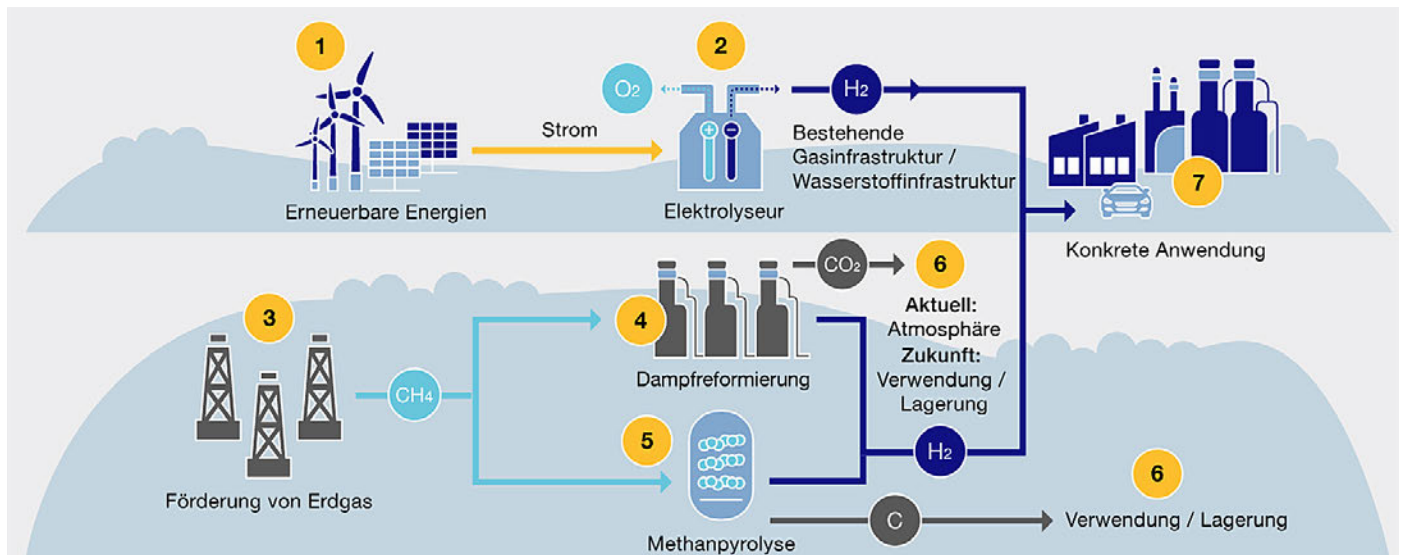 1
2
O2
H2
Strom
Bestehende
Gasinfrastruktur /
Wasserstoffinfrastruktur
7
Erneuerbare Energien
Elektrolyseur
Konkrete Anwendung
CO2
6
3
4
Aktuell:
Atmosphäre
Zukunft:
Verwendung /
Lagerung
CH4
Dampfreformierung
5
H2
6
Förderung von Erdgas
C
Verwendung / Lagerung
Methanpyrolyse